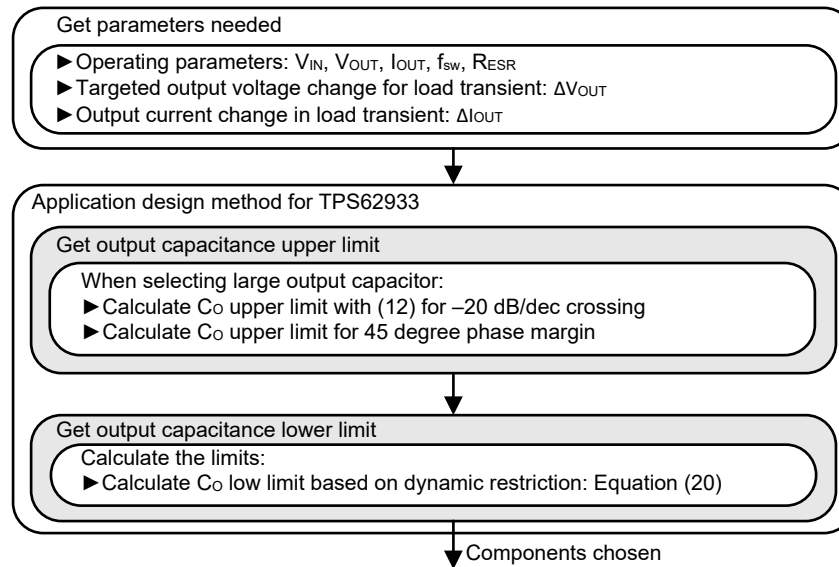 Get parameters needed
►Operating parameters: VIN, VOUT, IOUT, fsw, RESR
►Targeted output voltage change for load transient: ΔVOUT
►Output current change in load transient: ΔIOUT
Application design method for TPS62933
Get output capacitance upper limit
When selecting large output capacitor:
►Calculate CO upper limit with (12) for –20 dB/dec crossing
►Calculate CO upper limit for 45 degree phase margin
Get output capacitance lower limit
Calculate the limits:
►Calculate CO low limit based on dynamic restriction: Equation (20)
Components chosen